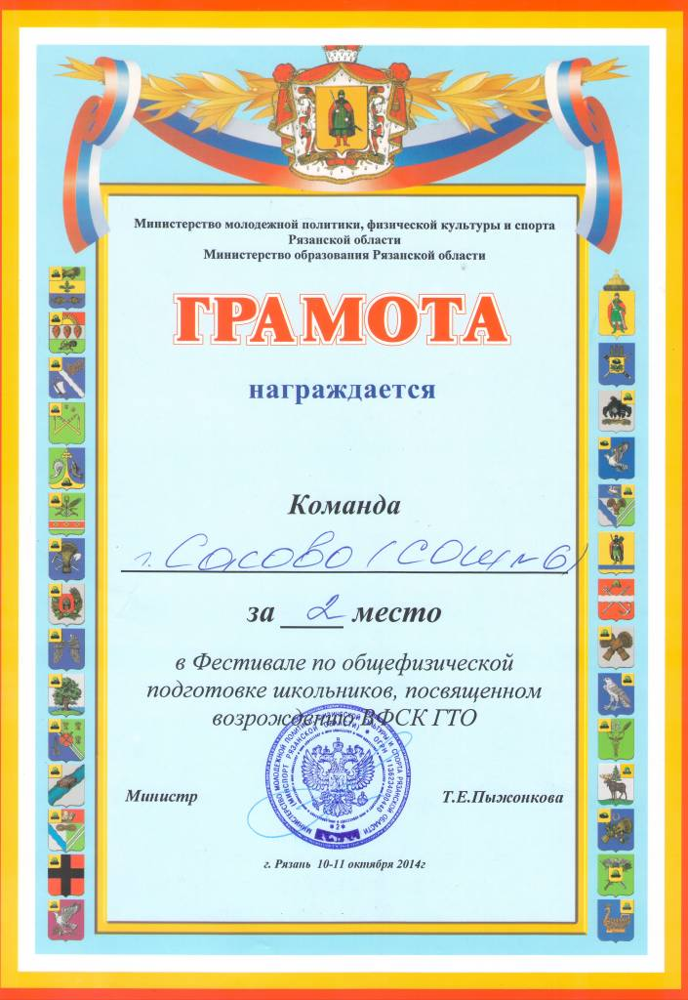 Министерство молодежной политики, физической культуры и спорта
Рязанской области
Министерство образования Рязанской области
ГРАМОТА
награждается
Команда
г. Сасово (СОШ №6)
за 2 место
в Фестивале по общефизической
подготовке школьников, посвященном
возрождению ВФСК ГТО
Министр Т.Е.Пыжонкова
г. Рязань 10-11 октября 2014г